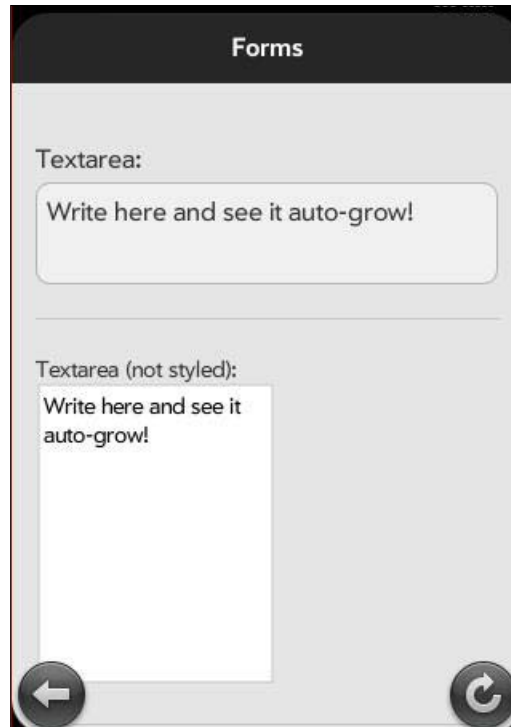 Forms
Textarea:
Write here and see it auto-grow!
Textarea (not styled):
Write here and see it
auto-grow!